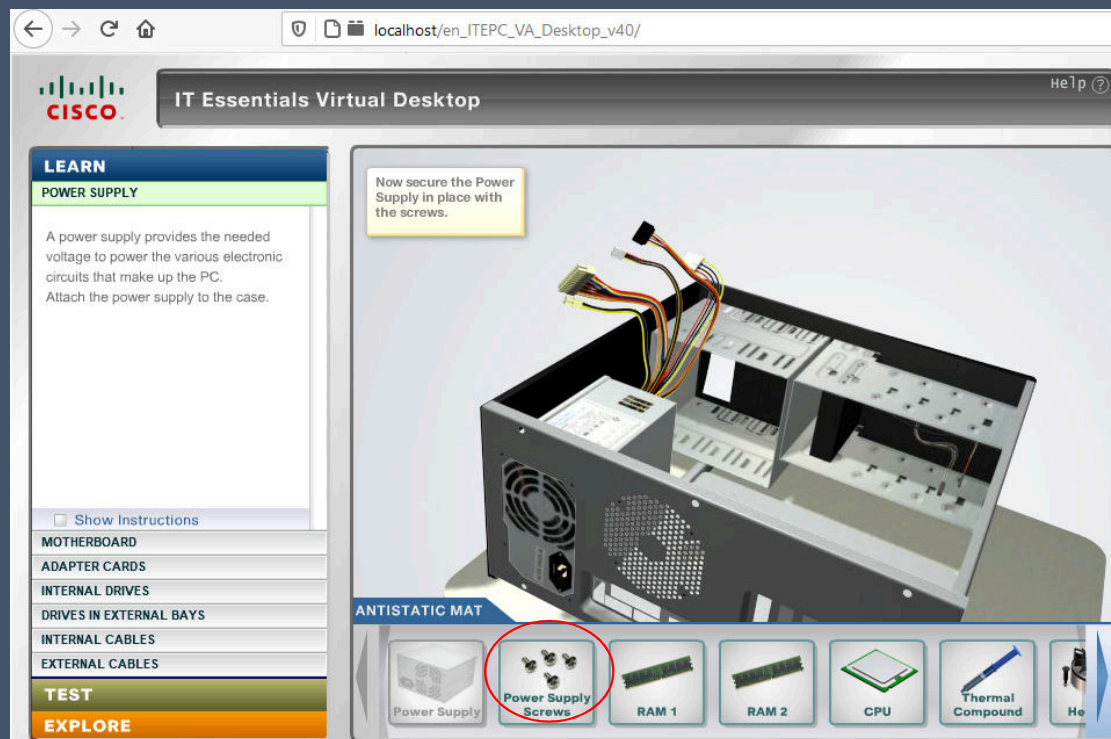 localhost/en_ITEPC_VA_Desktop_v40/
CISCO
IT Essentials Virtual Desktop
Help ?
LEARN
POWER SUPPLY
A power supply provides the needed
voltage to power the various electronic
circuits that make up the PC.
Attach the power supply to the case.
Show Instructions
MOTHERBOARD
ADAPTER CARDS
INTERNAL DRIVES
DRIVES IN EXTERNAL BAYS
INTERNAL CABLES
EXTERNAL CABLES
TEST
EXPLORE
Now secure the Power
Supply in place with
the screws.
ANTISTATIC MAT
Power Supply
Power Supply
Screws
RAM 1
RAM 2
CPU
Thermal
Compound
He